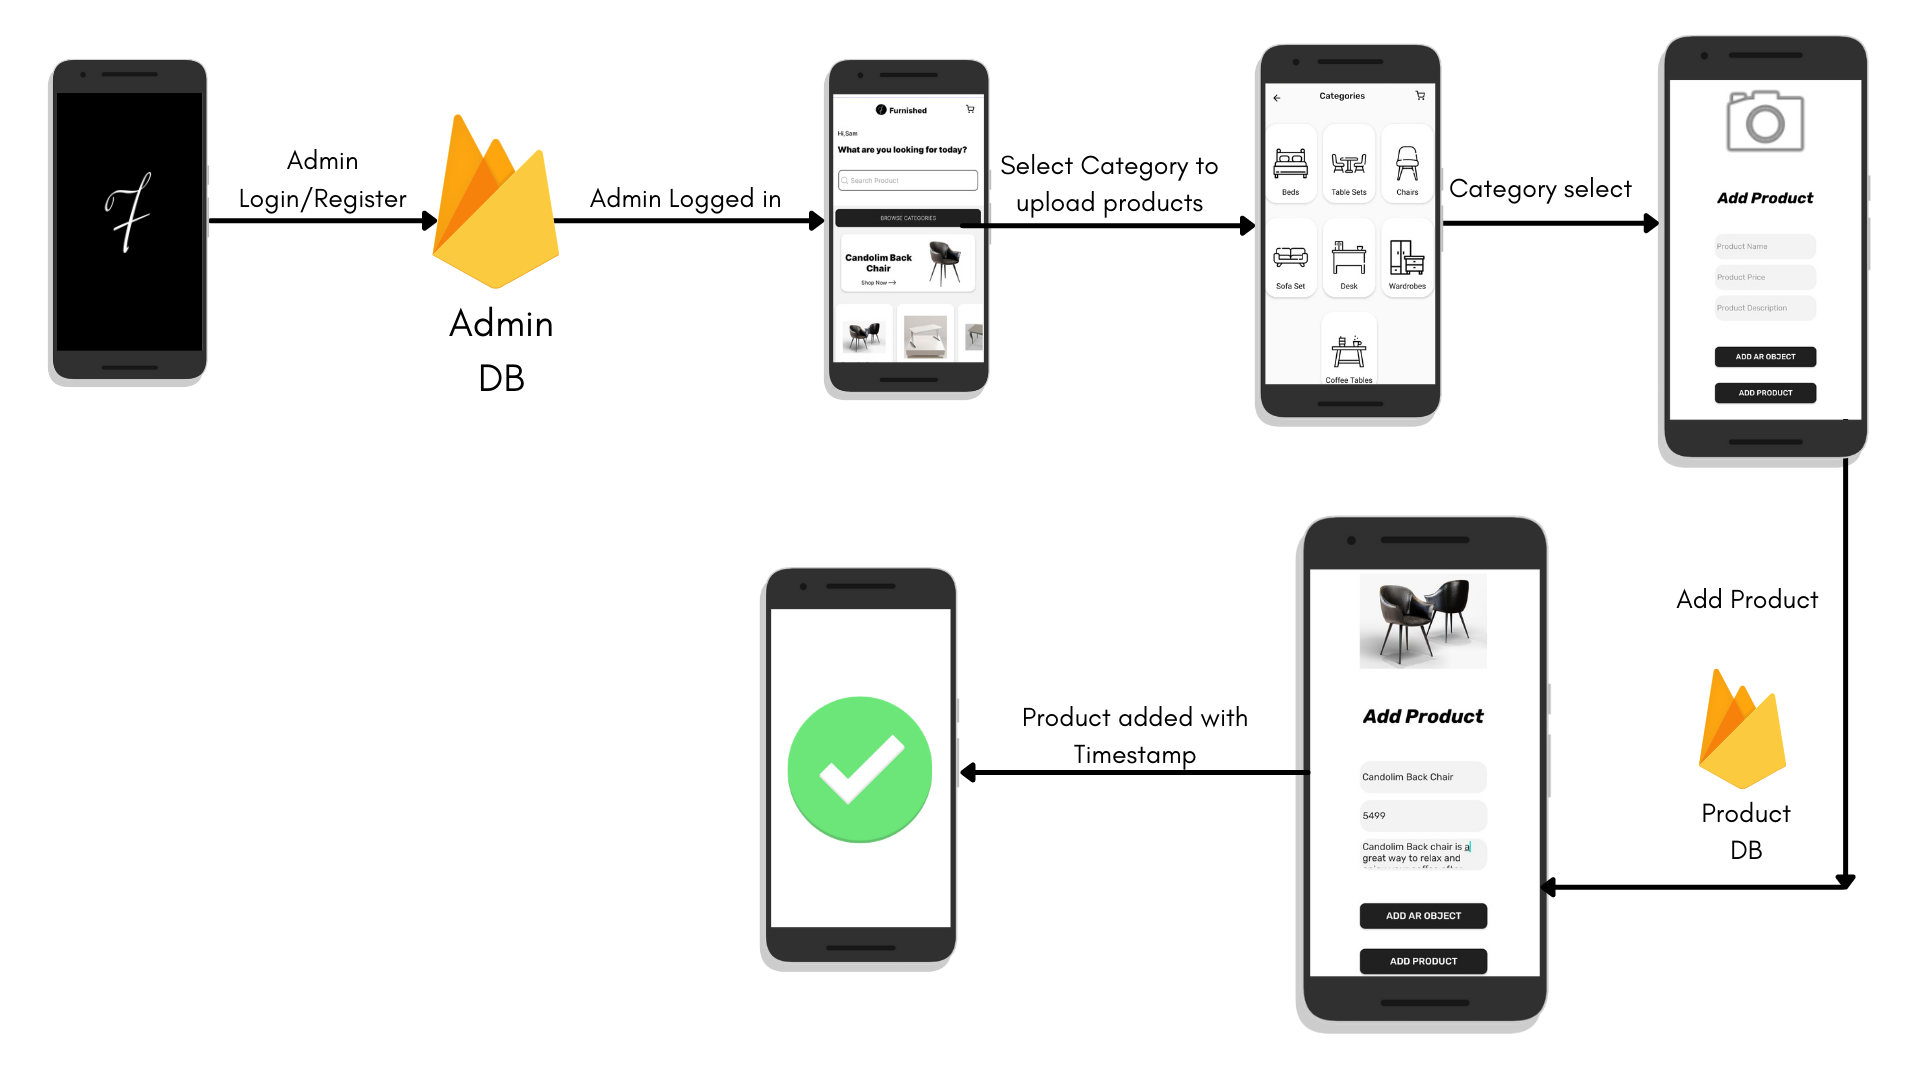 Admin
Login/Register
Admin
DB
Admin Logged in
Furnished
Hi,Sam
What are you looking for today?
Search Product
BROWSE CATEGORIES
Candolim Back
Chair
Shop Now
Select Category to
upload products
Categories
Beds
Table Sets
Chairs
Sofa Set
Desk
Wardrobes
Coffee Tables
Category select
Add Product
Product Name
Product Price
Product Description
ADD AR OBJECT
ADD PRODUCT
Add Product
Product
DB
Add Product
Candolim Back Chair
5499
Candolim Back chair is a
great way to relax and
ADD AR OBJECT
ADD PRODUCT
Product added with
Timestamp